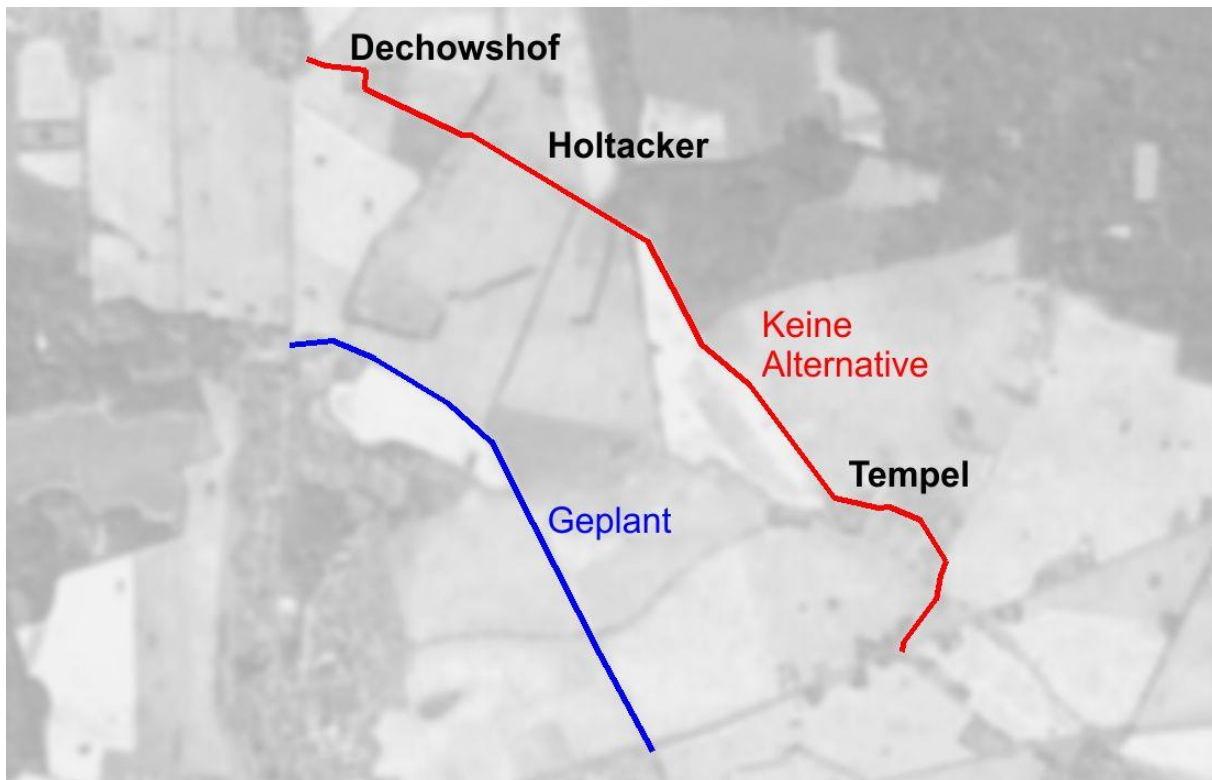 Dechowshof
Holtacker
Keine
Alternative
Tempel
Geplant